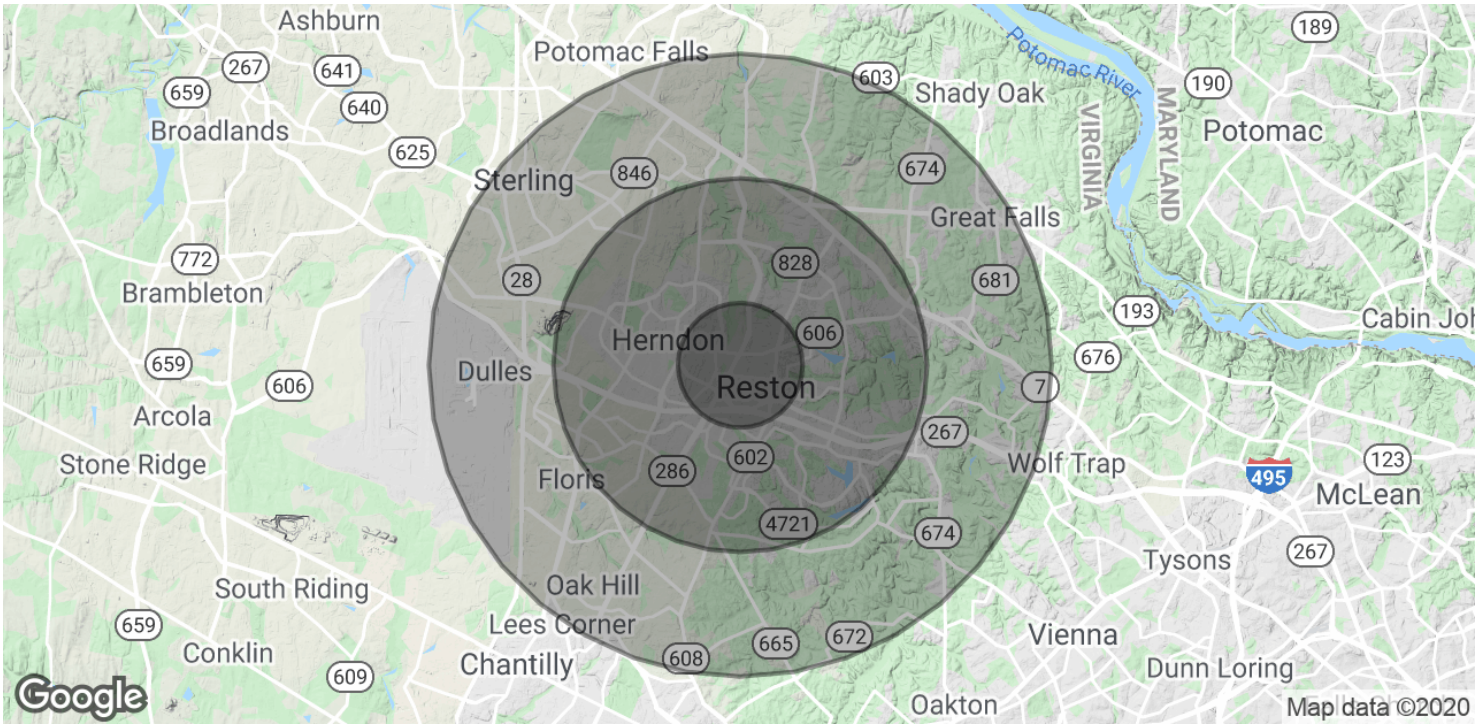 Ashburn
189
Potomac Falls
Potomac River
267
641
603
659
190
Shady Oak
640
VIRGINIA
MARYLAND
Broadlands
Potomac
625
846
674
Sterling
Great Falls
772
828
28
681
Brambleton
193
Herndon
606
676
659
Dulles
606
Reston
7
Arcola
267
602
Stone Ridge
Wolf Trap
123
286
495
Floris
McLean
4721
674
267
Tysons
Oak Hill
South Riding
659
Lees Corner
672
Vienna
665
Conklin
608
Chantilly
Dunn Loring
609
Google
Oakton
Map data ©2020